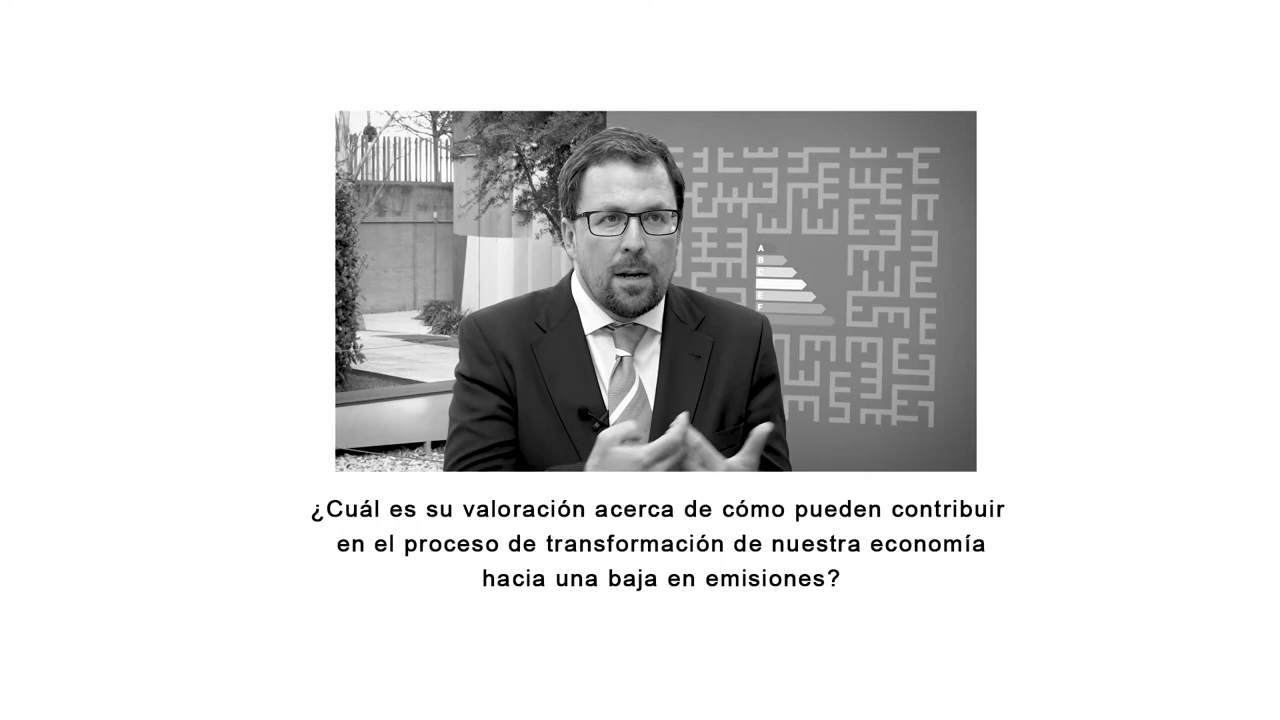 A
B
C
E
F
¿Cuál es su valoración acerca de cómo pueden contribuir
en el proceso de transformación de nuestra economía
hacia una baja en emisiones?